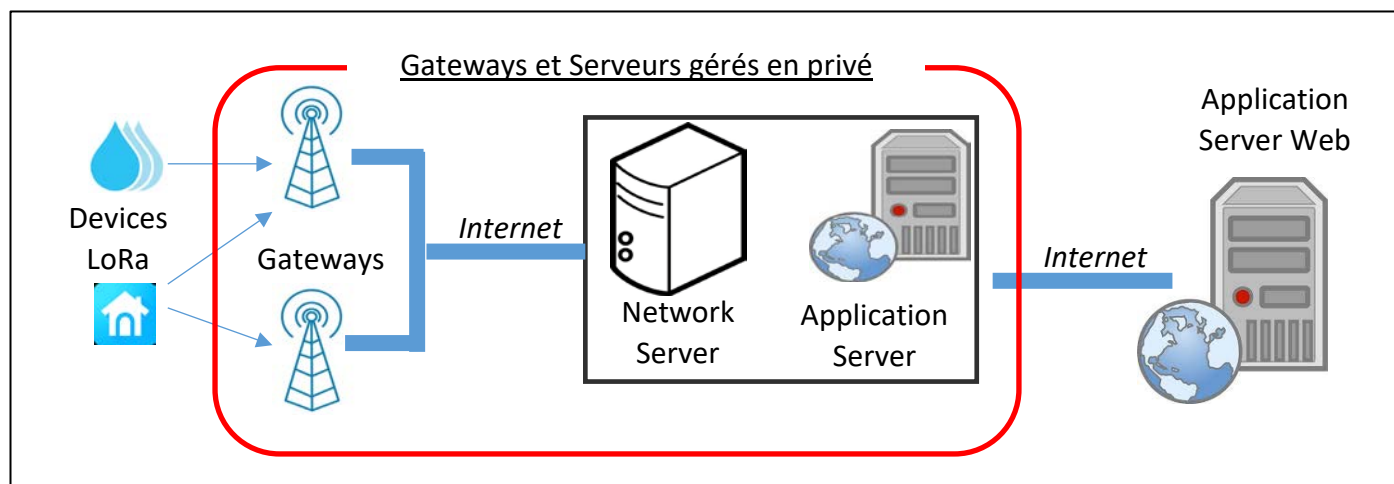 Gateways et Serveurs gérés en privé
Application
Server Web
Devices
LoRa
Gateways
Internet
Network
Server
Application
Server
Internet